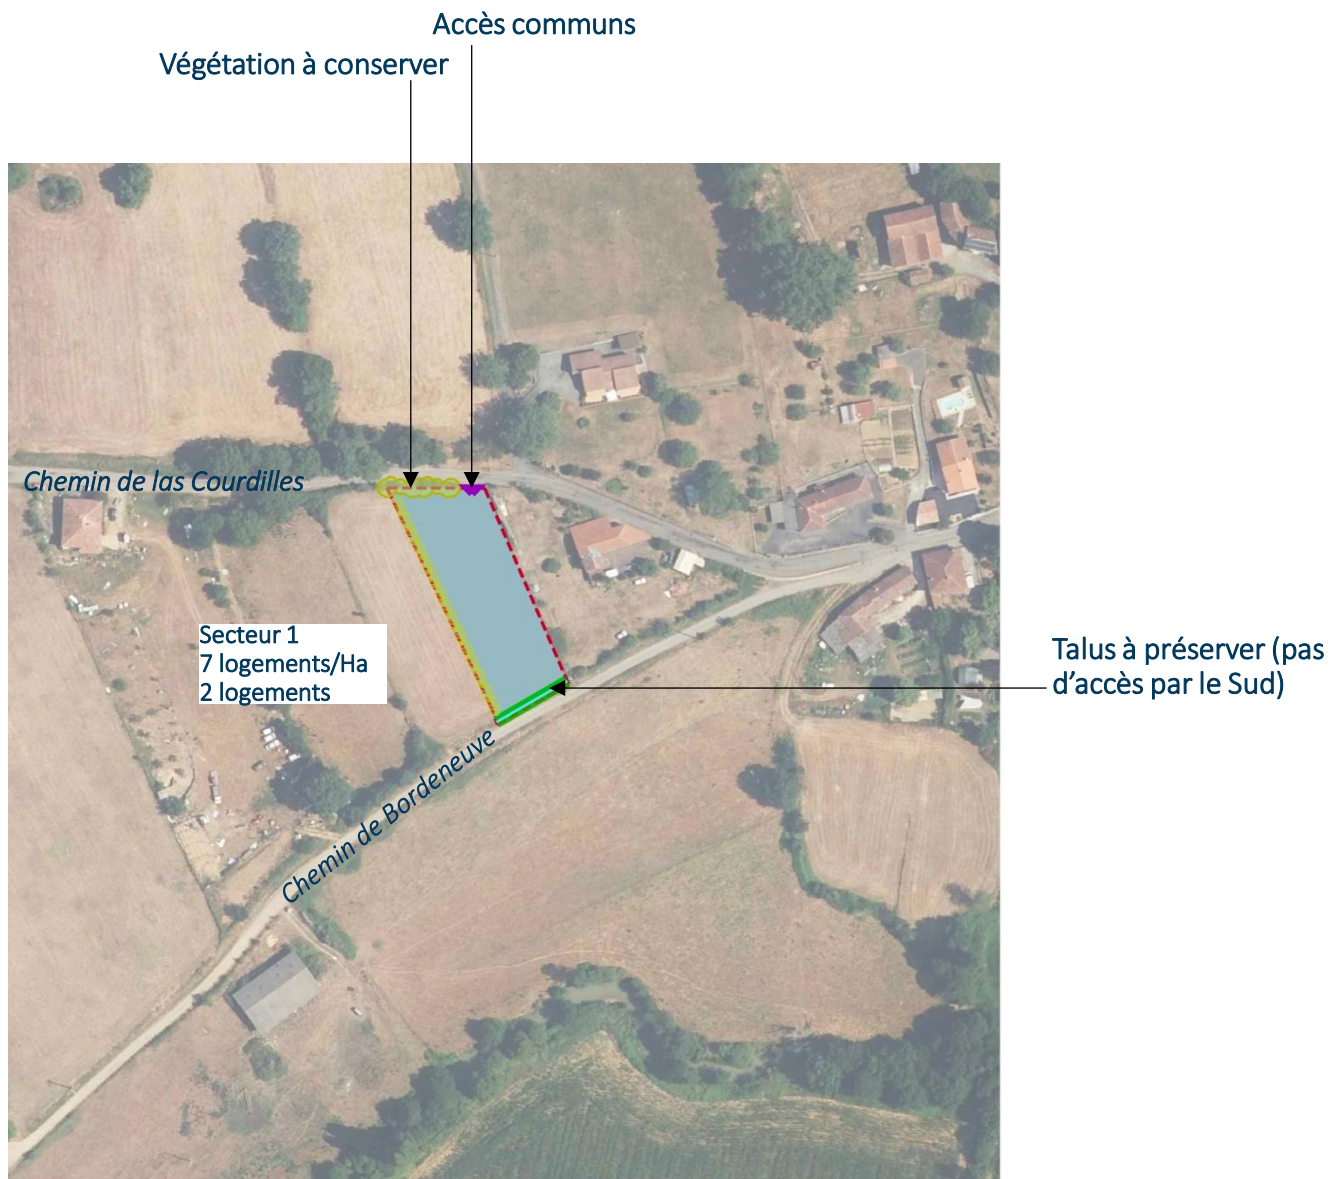 Accès communs
Végétation à conserver
Chemin de las Courdilles
Secteur 1
7 logements/Ha
2 logements
Talus à préserver (pas
d'accès par le Sud)
Chemin de Bordeneuve